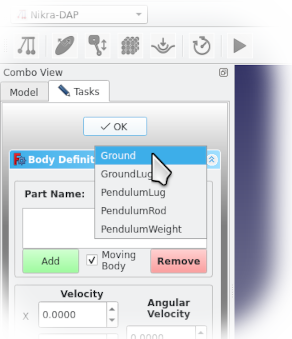 Nikra-DAP
Combo View
Model
Tasks
OK
Body Definit
Ground
GroundLug
PendulumLug
PendulumRod
PendulumWeight
Part Name:
Add
Moving
Body
Remove
Velocity
Angular
Velocity
X
0.0000
0.0000